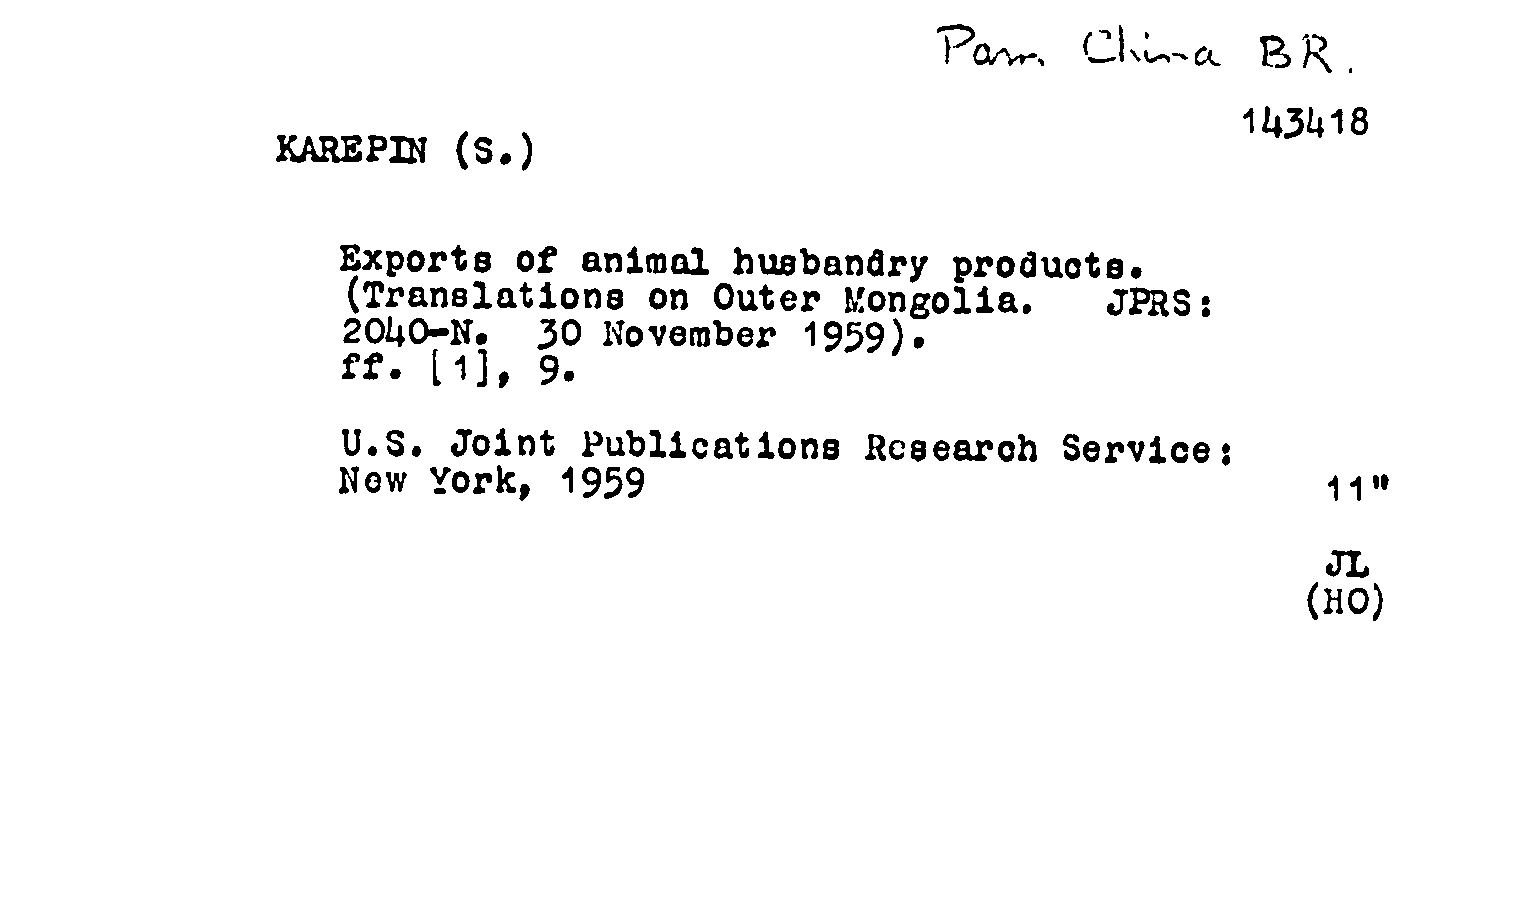 Pam. China BR.
143418
KAREPIN (S.)
Exports of animal husbandry products.
(Translations on Outer Mongolia. JPRS:
2040-N. 30 November 1959).
ff. [1], 9.
U.S. Joint Publications Research Service:
New York, 1959
11"
JL
(HO)